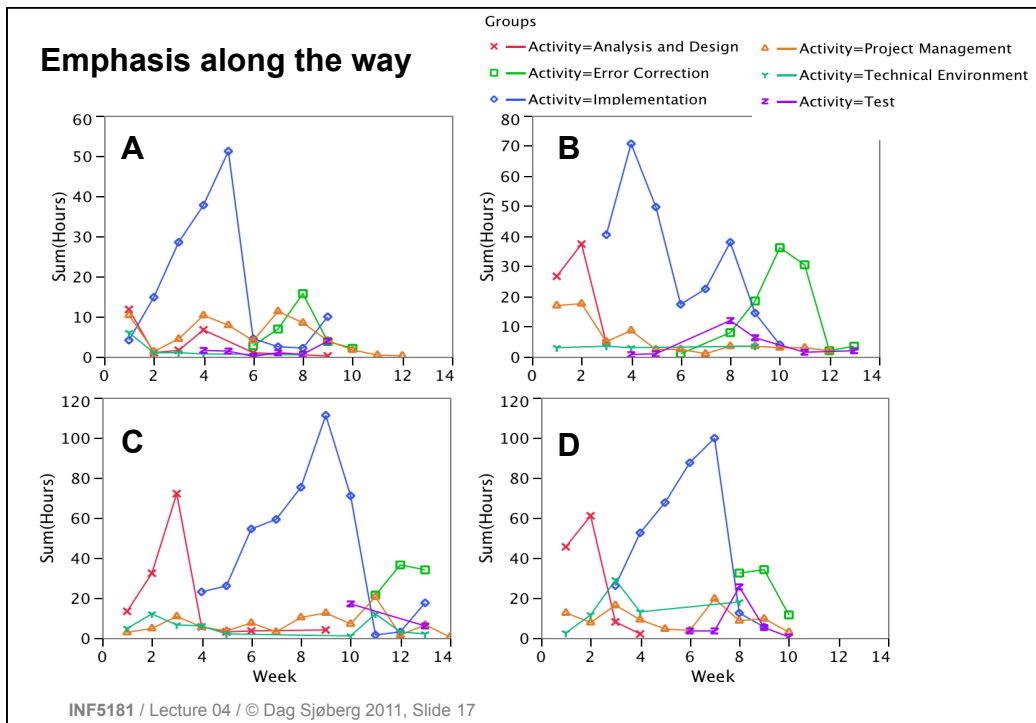 Groups
Emphasis along the way
Activity=Analysis and Design
Activity=Project Management
Activity=Error Correction
Activity=Technical Environment
Activity=Implementation
Activity=Test
A
Sum(Hours)
60
50
40
30
20
10
0
0 2 4 6 8 10 12 14
B
Sum(Hours)
80
70
60
50
40
30
20
10
0
0 2 4 6 8 10 12 14
C
Sum(Hours)
120
100
80
60
40
20
0
0 2 4 6 8 10 12 14
Week
D
Sum(Hours)
120
100
80
60
40
20
0
0 2 4 6 8 10 12 14
Week
INF5181 / Lecture 04 / © Dag Sjøberg 2011, Slide 17